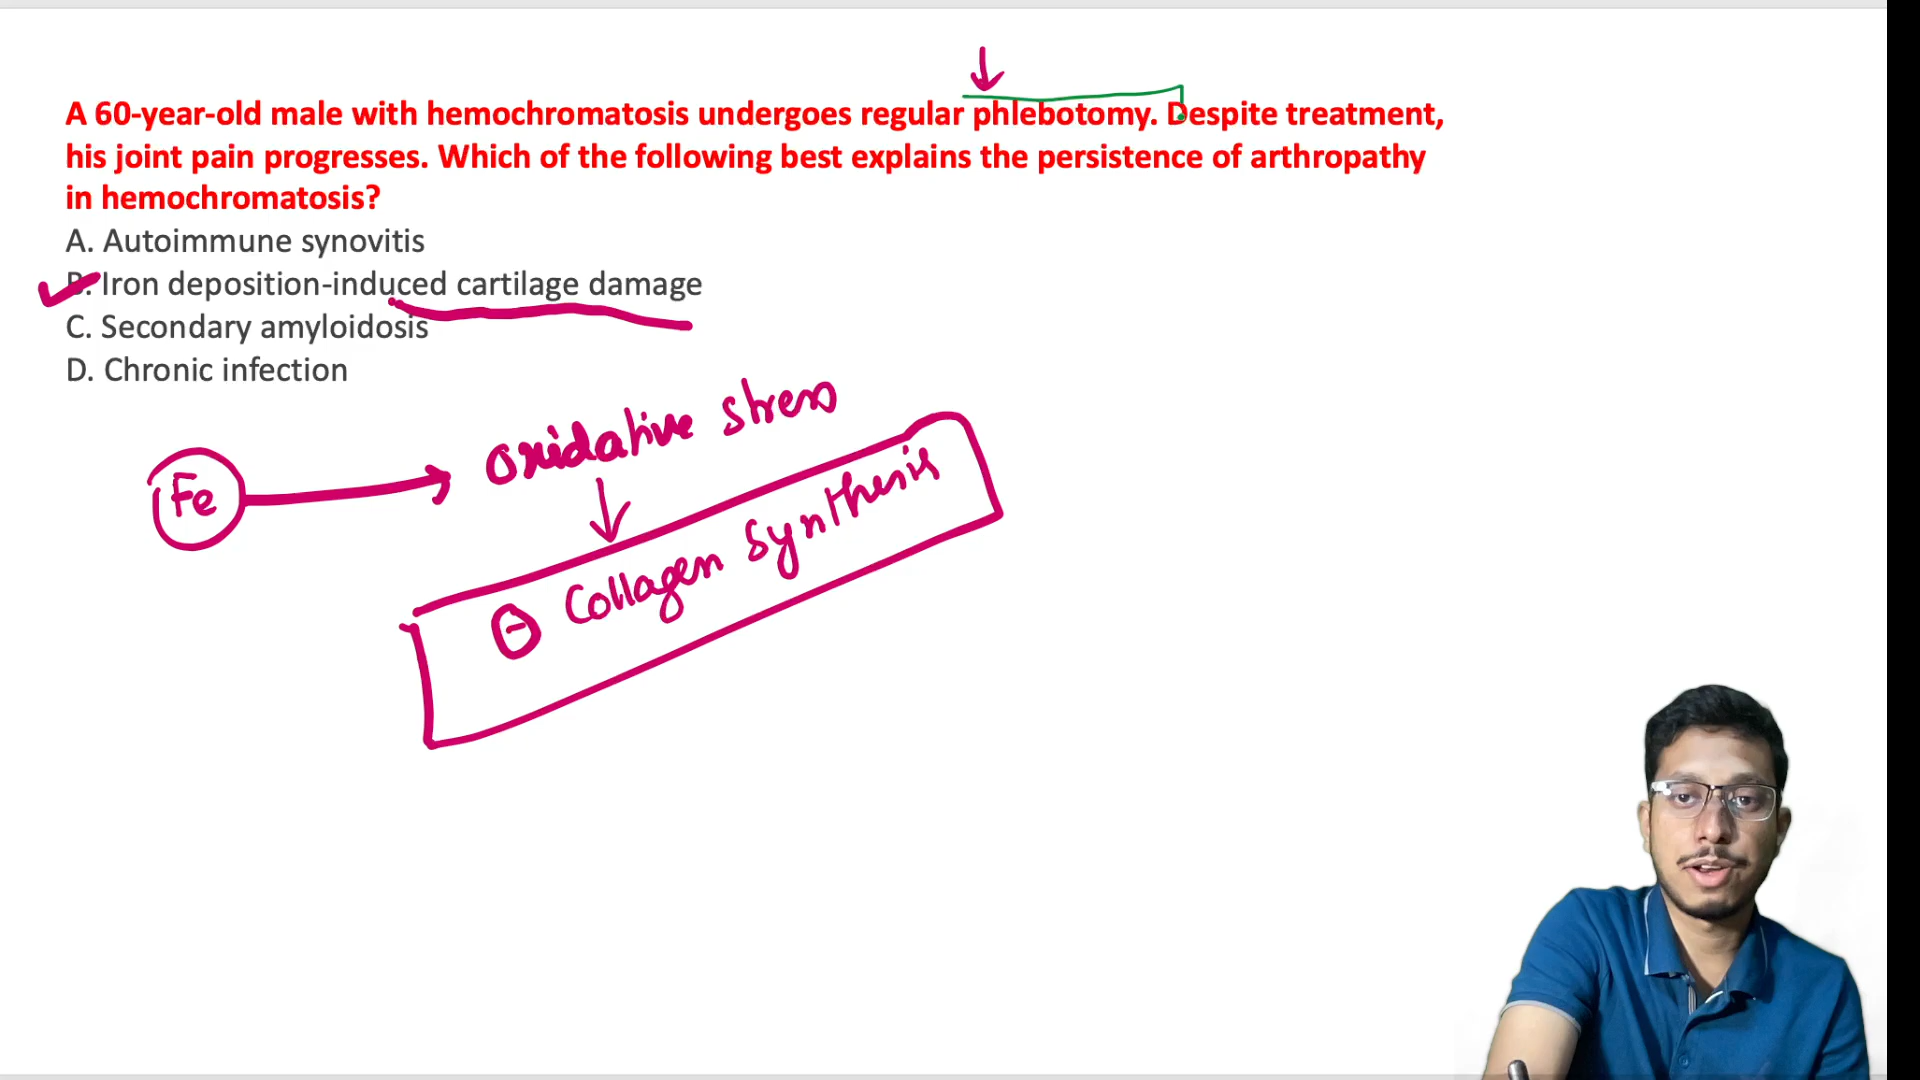 A 60-year-old male with hemochromatosis undergoes regular phlebotomy. Despite treatment,
his joint pain progresses. Which of the following best explains the persistence of arthropathy
in hemochromatosis?
A. Autoimmune synovitis
B. Iron deposition-induced cartilage damage
C. Secondary amyloidosis
D. Chronic infection
Fe
oxidative stress
⊖ Collagen Synthesis